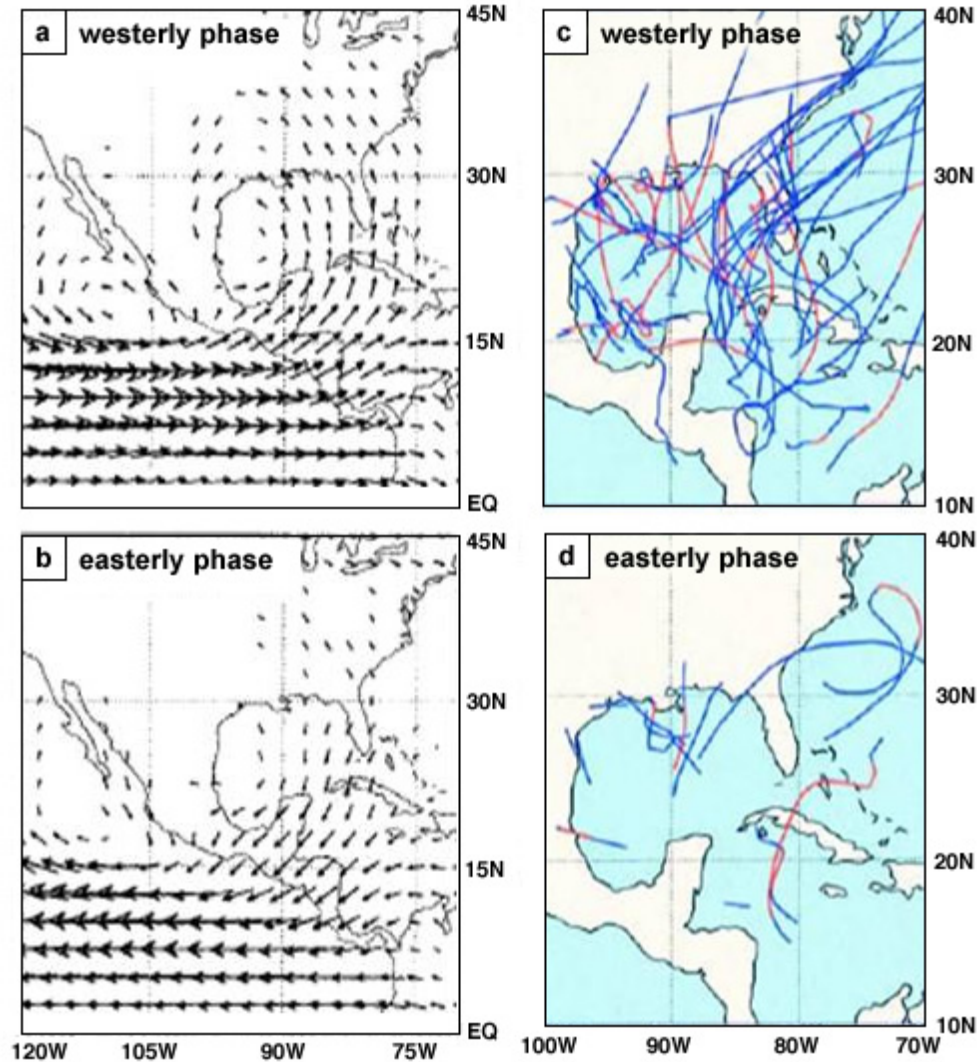 a westerly phase
45N
30N
15N
EQ
c westerly phase
40N
30N
20N
10N
b easterly phase
45N
30N
15N
EQ
120W 105W 90W 75W
d easterly phase
40N
30N
20N
10N
100W 90W 80W 70W